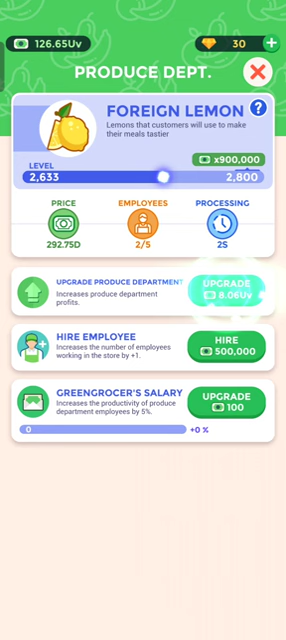 126.65Uv
30
PRODUCE DEPT.
FOREIGN LEMON
?
Lemons that customers will use to make
their meals tastier
x900,000
LEVEL
2,633
2,800
PRICE
EMPLOYEES
PROCESSING
292.75D
2/5
2S
UPGRADE PRODUCE DEPARTMENT
Increases produce department
profits.
UPGRADE
8.06Uv
HIRE EMPLOYEE
Increases the number of employees
working in the store by +1.
HIRE
500,000
GREENGROCER'S SALARY
Increases the productivity of produce
department employees by 5%.
UPGRADE
100
0
+0 %